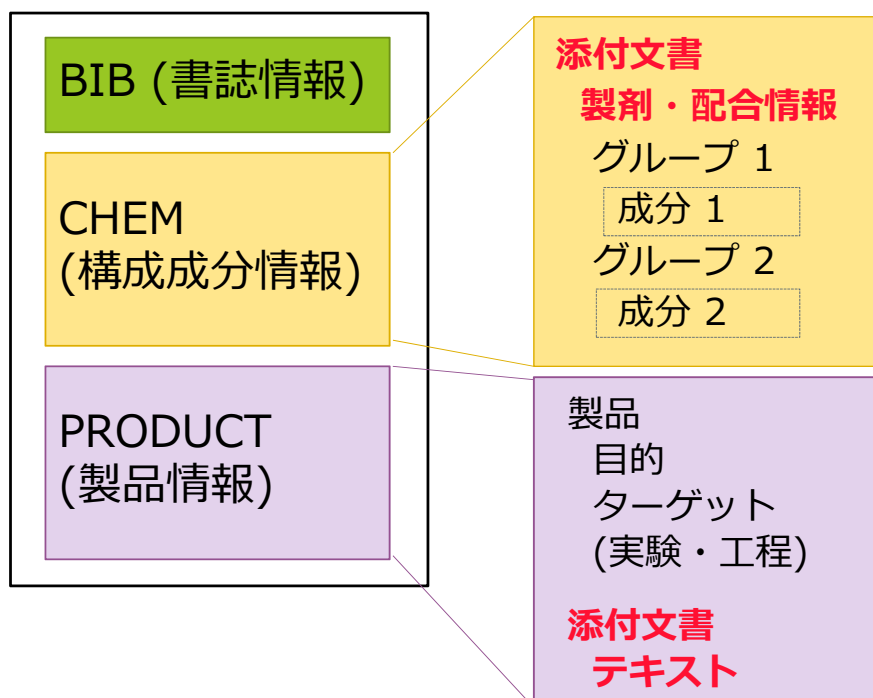 BIB (書誌情報)
CHEM
(構成成分情報)
PRODUCT
(製品情報)
添付文書
製剤・配合情報
グループ 1
成分 1
グループ 2
成分 2
製品
目的
ターゲット
(実験・工程)
添付文書
テキスト